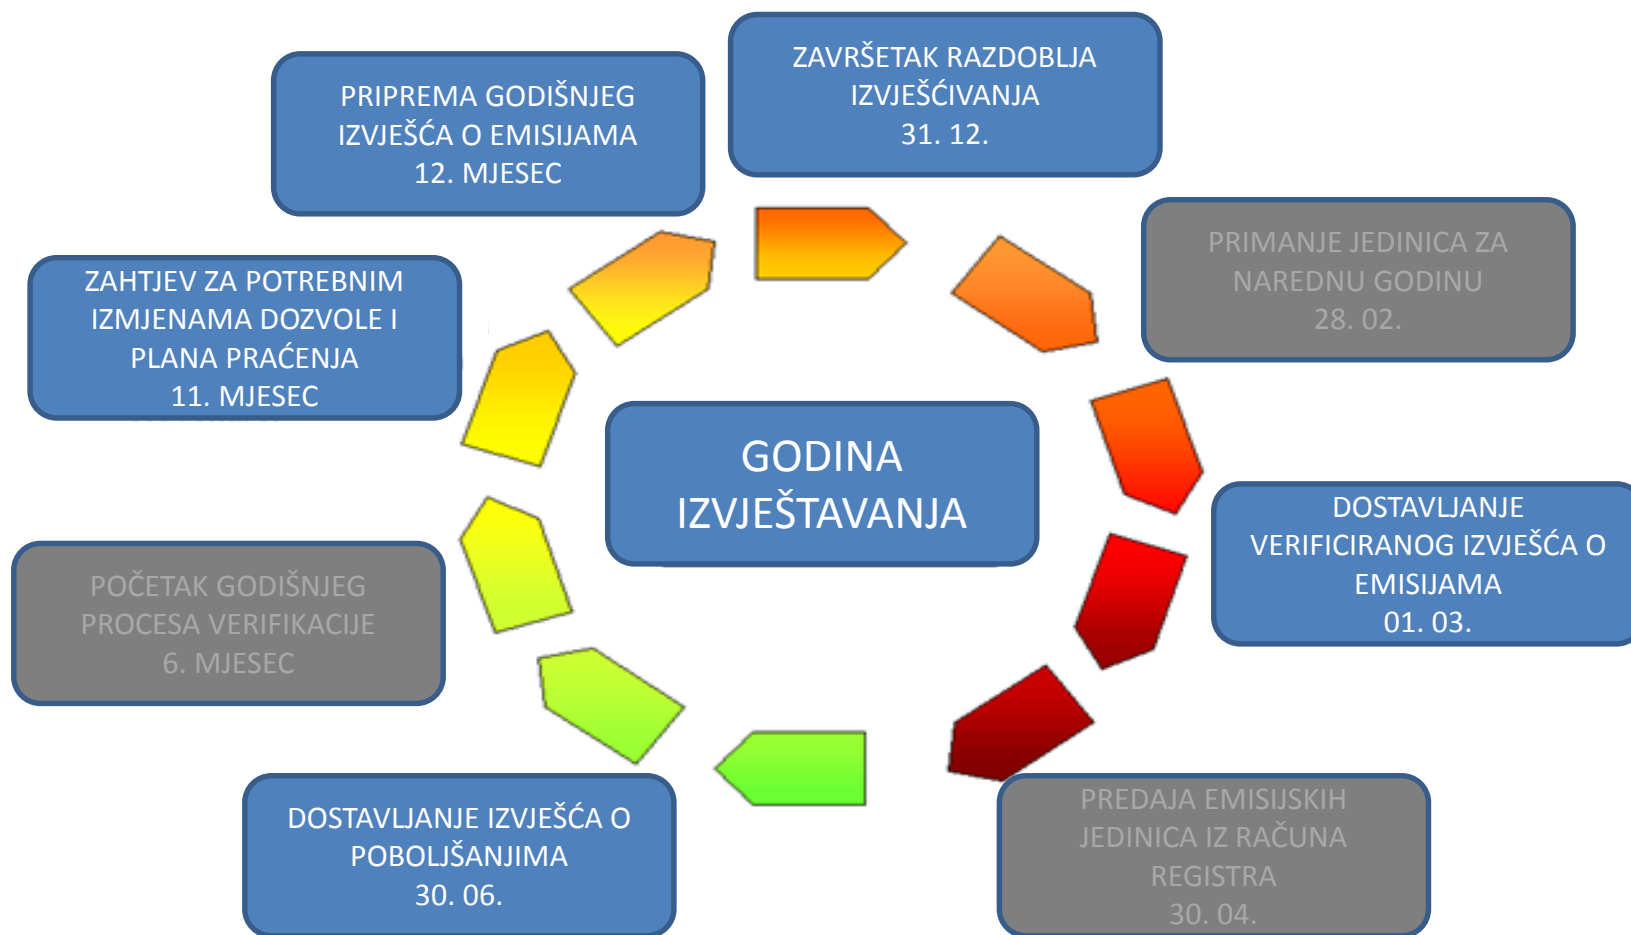 ZAVRŠETAK RAZDOBLJA
IZVJEŠĆIVANJA
31. 12.
PRIPREMA GODIŠNJEG
IZVJEŠĆA O EMISIJAMA
12. MJESEC
PRIMANJE JEDINICA ZA
NAREDNU GODINU
28. 02.
ZAHTJEV ZA POTREBNIM
IZMJENAMA DOZVOLE I
PLANA PRAĆENJA
11. MJESEC
GODINA
IZVJEŠTAVANJA
DOSTAVLJANJE
VERIFICIRANOG IZVJEŠĆA O
EMISIJAMA
01. 03.
POČETAK GODIŠNJEG
PROCESA VERIFIKACIJE
6. MJESEC
DOSTAVLJANJE IZVJEŠĆA O
POBOLJŠANJIMA
30. 06.
PREDAJA EMISIJSKIH
JEDINICA IZ RAČUNA
REGISTRA
30. 04.